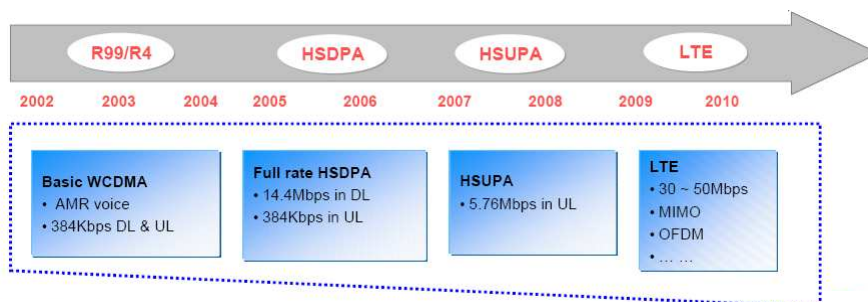 R99/R4 HSDPA HSUPA LTE
2002 2003 2004 2005 2006 2007 2008 2009 2010
Basic WCDMA
• AMR voice
• 384Kbps DL & UL
Full rate HSDPA
• 14.4Mbps in DL
• 384Kbps in UL
HSUPA
• 5.76Mbps in UL
LTE
• 30 ~ 50Mbps
• MIMO
• OFDM
• ... ...